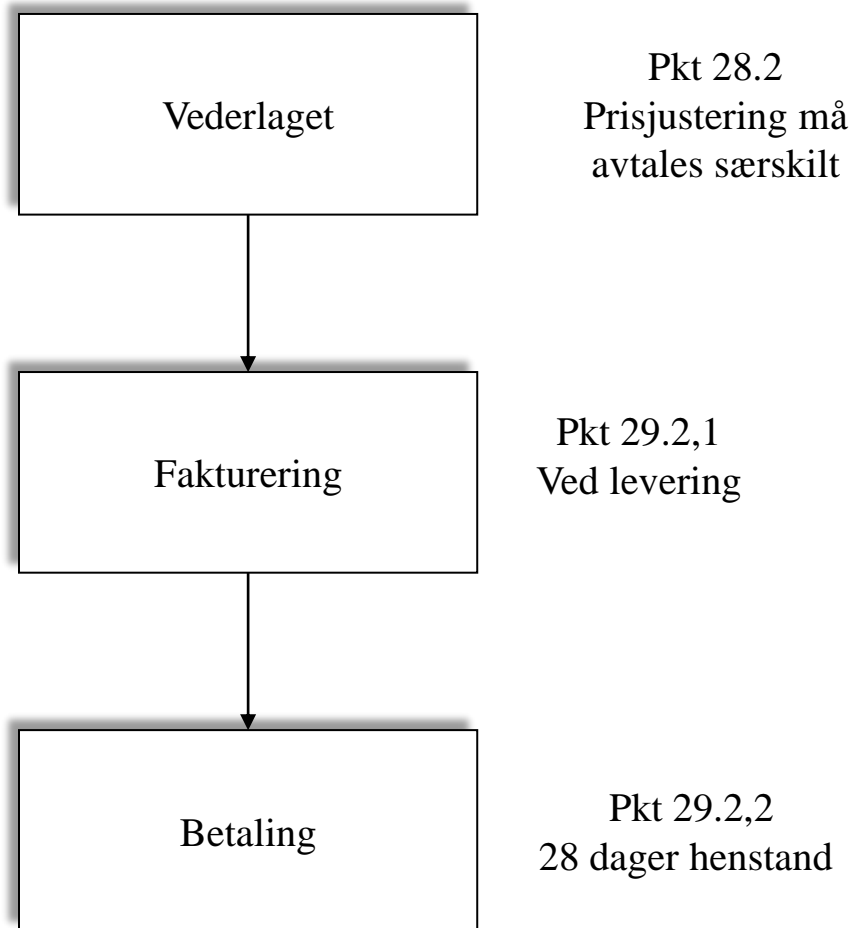 Vederlaget
Pkt 28.2
Prisjustering må
avtales særskilt
Fakturering
Pkt 29.2,1
Ved levering
Betaling
Pkt 29.2,2
28 dager henstand